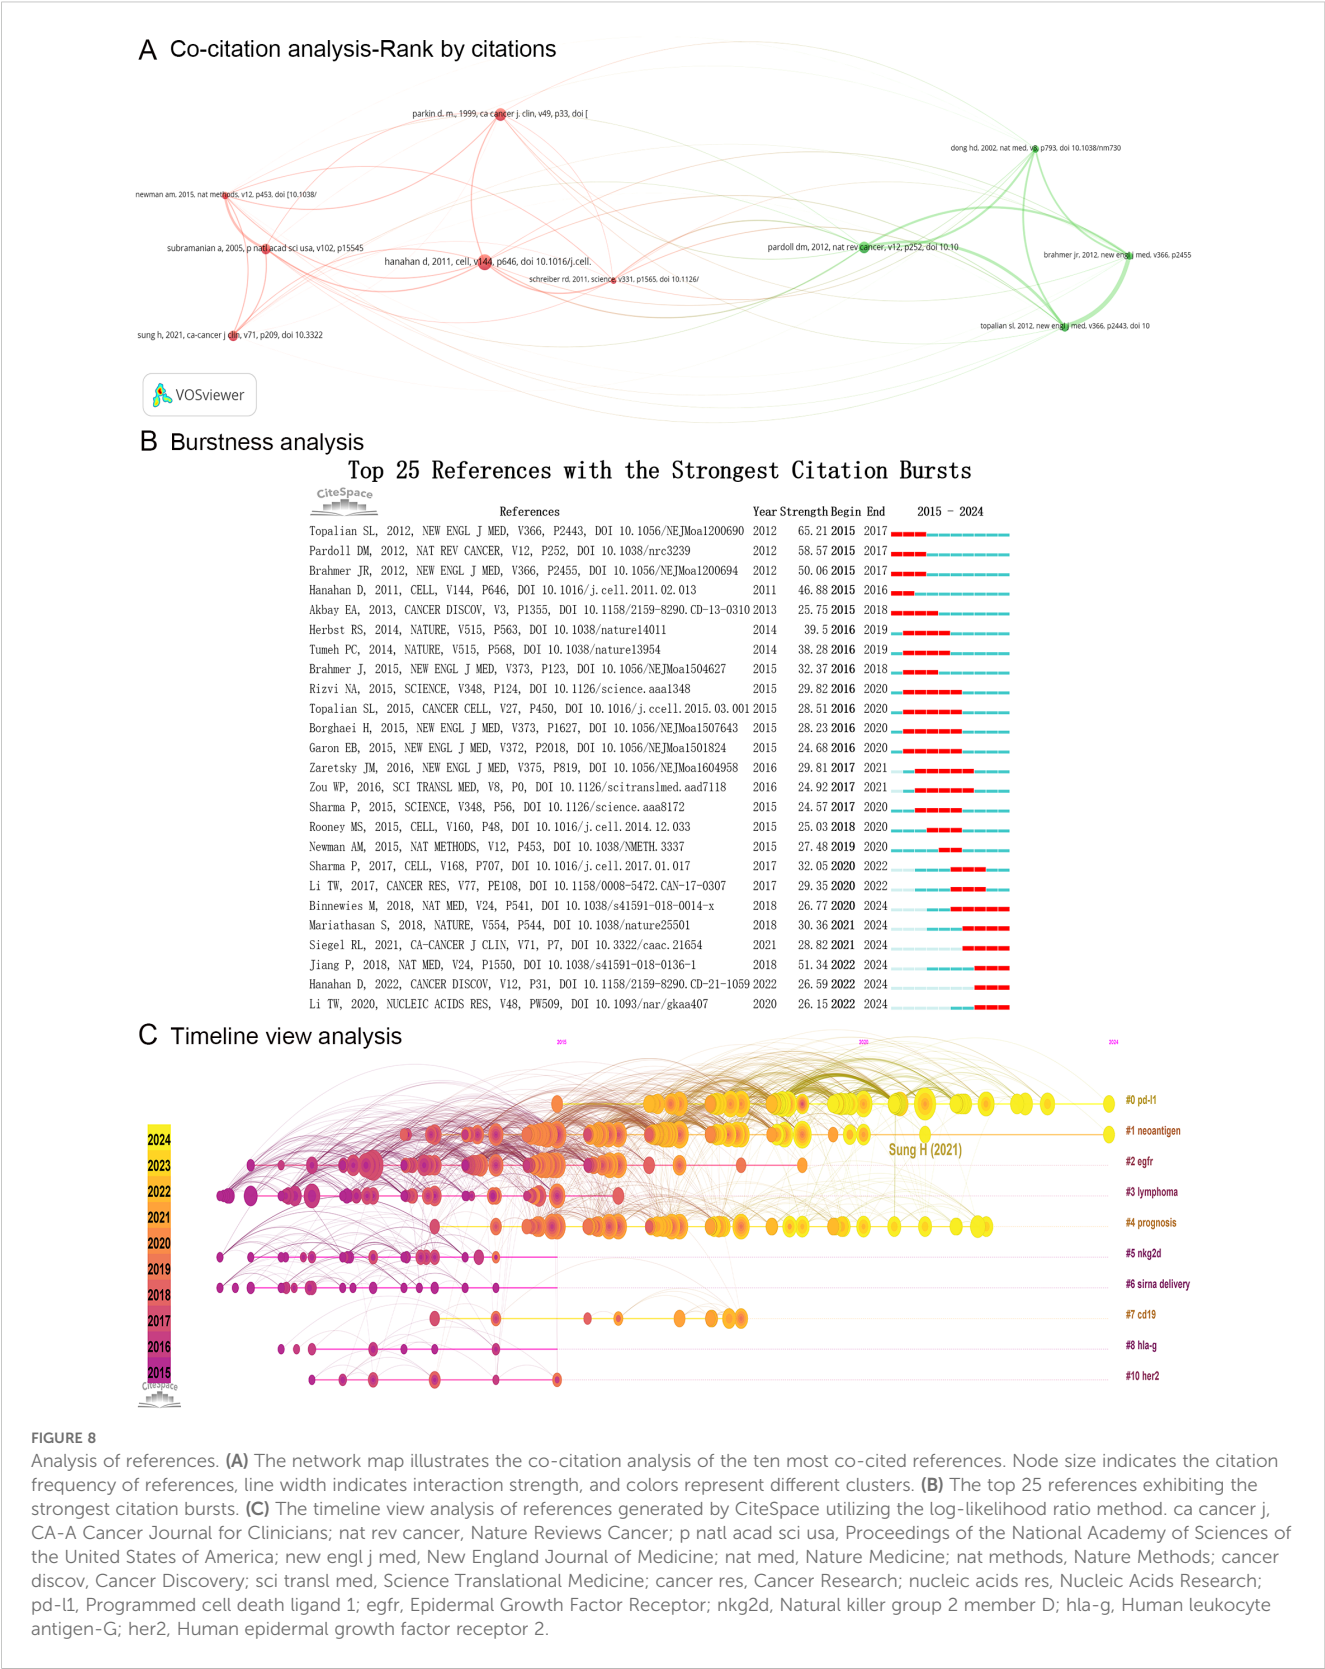 A Co-citation analysis-Rank by citations
parkin d. m., 1999, ca cancer j. clin, v49, p33, doi [
dong hd, 2002, nat med, v8, p793, doi 10.1038/nm730
newman am, 2015, nat methods, v12, p453, doi [10.1038/
subramanian a, 2005, p natl acad sci usa, v102, p15545
pardoll dm, 2012, nat rev cancer, v12, p252, doi 10.10
brahmer jr, 2012, new engl j med, v366, p2455
hanahan d, 2011, cell, v144, p646, doi 10.1016/j.cell.
schreiber rd, 2011, science, v331, p1565, doi 10.1126/
topalian sl, 2012, new engl j med, v366, p2443, doi 10
sung h, 2021, ca-cancer j clin, v71, p209, doi 10.3322
VOSviewer
B Burstness analysis
Top 25 References with the Strongest Citation Bursts
CiteSpace
References Year Strength Begin End 2015 - 2024
Topalian SL, 2012, NEW ENGL J MED, V366, P2443, DOI 10.1056/NEJMoa1200690 2012 65.21 2015 2017
Pardoll DM, 2012, NAT REV CANCER, V12, P252, DOI 10.1038/nrc3239 2012 58.57 2015 2017
Brahmer JR, 2012, NEW ENGL J MED, V366, P2455, DOI 10.1056/NEJMoa1200694 2012 50.06 2015 2017
Hanahan D, 2011, CELL, V144, P646, DOI 10.1016/j.cell.2011.02.013 2011 46.88 2015 2016
Akbay EA, 2013, CANCER DISCOV, V3, P1355, DOI 10.1158/2159-8290.CD-13-0310 2013 25.75 2015 2018
Herbst RS, 2014, NATURE, V515, P563, DOI 10.1038/nature14011 2014 39.5 2016 2019
Tumeh PC, 2014, NATURE, V515, P568, DOI 10.1038/nature13954 2014 38.28 2016 2019
Brahmer J, 2015, NEW ENGL J MED, V373, P123, DOI 10.1056/NEJMoa1504627 2015 32.37 2016 2018
Rizvi NA, 2015, SCIENCE, V348, P124, DOI 10.1126/science.aaa1348 2015 29.82 2016 2020
Topalian SL, 2015, CANCER CELL, V27, P450, DOI 10.1016/j.ccell.2015.03.001 2015 28.51 2016 2020
Borghaei H, 2015, NEW ENGL J MED, V373, P1627, DOI 10.1056/NEJMoa1507643 2015 28.23 2016 2020
Garon EB, 2015, NEW ENGL J MED, V372, P2018, DOI 10.1056/NEJMoa1501824 2015 24.68 2016 2020
Zaretsky JM, 2016, NEW ENGL J MED, V375, P819, DOI 10.1056/NEJMoa1604958 2016 29.81 2017 2021
Zou WP, 2016, SCI TRANSL MED, V8, P0, DOI 10.1126/scitranslmed.aad7118 2016 24.92 2017 2021
Sharma P, 2015, SCIENCE, V348, P56, DOI 10.1126/science.aaa8172 2015 24.57 2017 2020
Rooney MS, 2015, CELL, V160, P48, DOI 10.1016/j.cell.2014.12.033 2015 25.03 2018 2020
Newman AM, 2015, NAT METHODS, V12, P453, DOI 10.1038/NMETH.3337 2015 27.48 2019 2020
Sharma P, 2017, CELL, V168, P707, DOI 10.1016/j.cell.2017.01.017 2017 32.05 2020 2022
Li TW, 2017, CANCER RES, V77, PE108, DOI 10.1158/0008-5472.CAN-17-0307 2017 29.35 2020 2022
Binnewies M, 2018, NAT MED, V24, P541, DOI 10.1038/s41591-018-0014-x 2018 26.77 2020 2024
Mariathasan S, 2018, NATURE, V554, P544, DOI 10.1038/nature25501 2018 30.36 2021 2024
Siegel RL, 2021, CA-CANCER J CLIN, V71, P7, DOI 10.3322/caac.21654 2021 28.82 2021 2024
Jiang P, 2018, NAT MED, V24, P1550, DOI 10.1038/s41591-018-0136-1 2018 51.34 2022 2024
Hanahan D, 2022, CANCER DISCOV, V12, P31, DOI 10.1158/2159-8290.CD-21-1059 2022 26.59 2022 2024
Li TW, 2020, NUCLEIC ACIDS RES, V48, PW509, DOI 10.1093/nar/gkaa407 2020 26.15 2022 2024
C Timeline view analysis
2015 2020 2024
#0 pd-l1
#1 neoantigen
Sung H (2021)
#2 egfr
#3 lymphoma
#4 prognosis
#5 nkg2d
#6 sirna delivery
#7 cd19
#8 hla-g
#10 her2
2024
2023
2022
2021
2020
2019
2018
2017
2016
2015
CiteSpace
FIGURE 8
Analysis of references. (A) The network map illustrates the co-citation analysis of the ten most co-cited references. Node size indicates the citation
frequency of references, line width indicates interaction strength, and colors represent different clusters. (B) The top 25 references exhibiting the
strongest citation bursts. (C) The timeline view analysis of references generated by CiteSpace utilizing the log-likelihood ratio method. ca cancer j,
CA-A Cancer Journal for Clinicians; nat rev cancer, Nature Reviews Cancer; p natl acad sci usa, Proceedings of the National Academy of Sciences of
the United States of America; new engl j med, New England Journal of Medicine; nat med, Nature Medicine; nat methods, Nature Methods; cancer
discov, Cancer Discovery; sci transl med, Science Translational Medicine; cancer res, Cancer Research; nucleic acids res, Nucleic Acids Research;
pd-l1, Programmed cell death ligand 1; egfr, Epidermal Growth Factor Receptor; nkg2d, Natural killer group 2 member D; hla-g, Human leukocyte
antigen-G; her2, Human epidermal growth factor receptor 2.